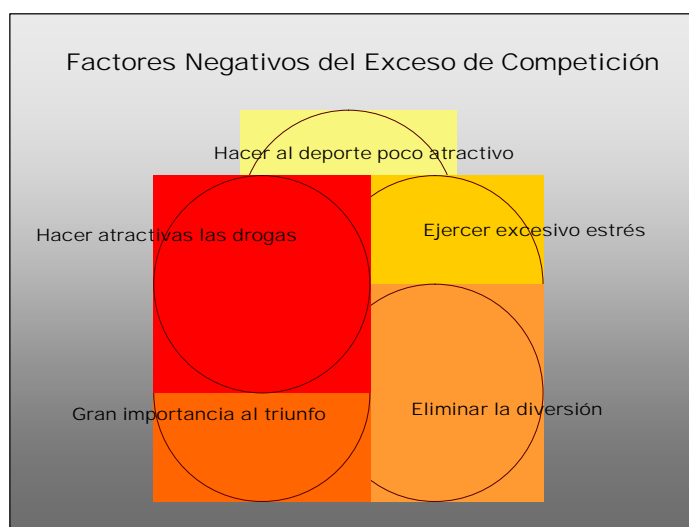 Factores Negativos del Exceso de Competición
Hacer al deporte poco atractivo
Hacer atractivas las drogas
Ejercer excesivo estrés
Gran importancia al triunfo
Eliminar la diversión